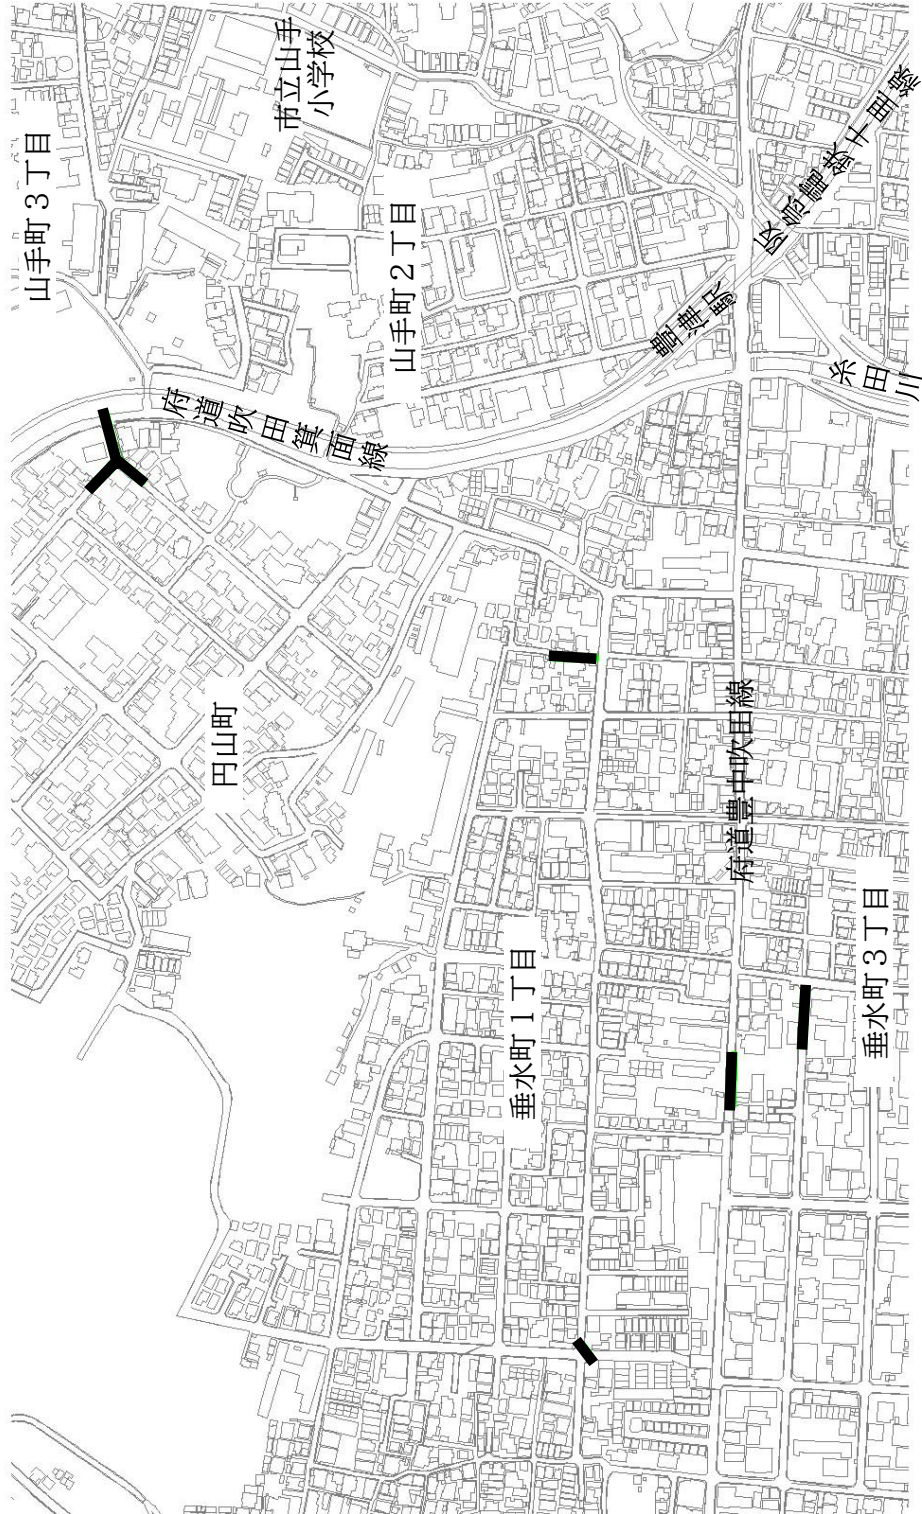 山手町3丁目
市立山手
小学校
山手町2丁目
阪急電鉄千里線
豊津駅
糸田川
府道吹田箕面線
円山町
府道豊中吹田線
垂水町1丁目
垂水町3丁目